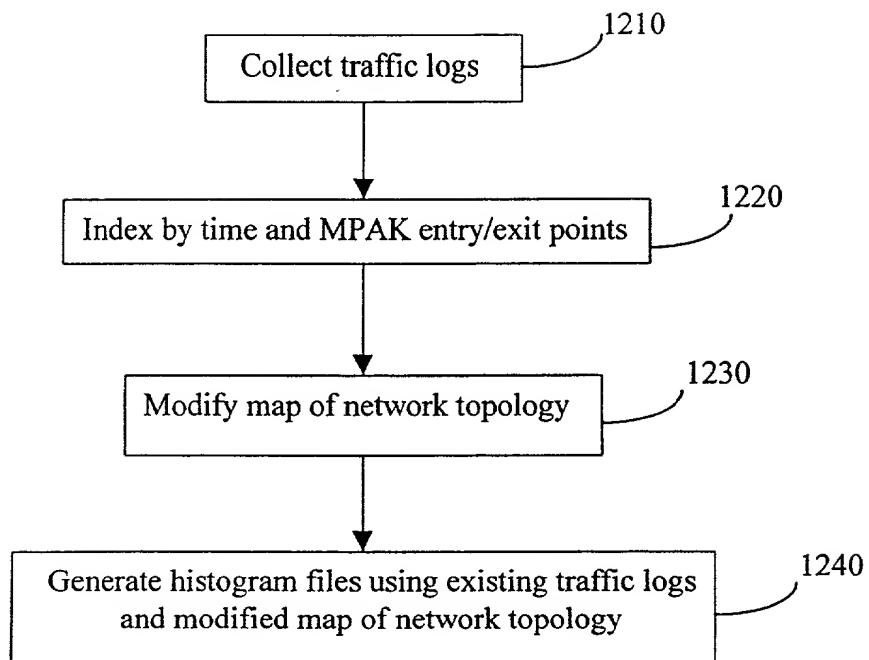 1210
Collect traffic logs
1220
Index by time and MPAK entry/exit points
1230
Modify map of network topology
1240
Generate histogram files using existing traffic logs
and modified map of network topology